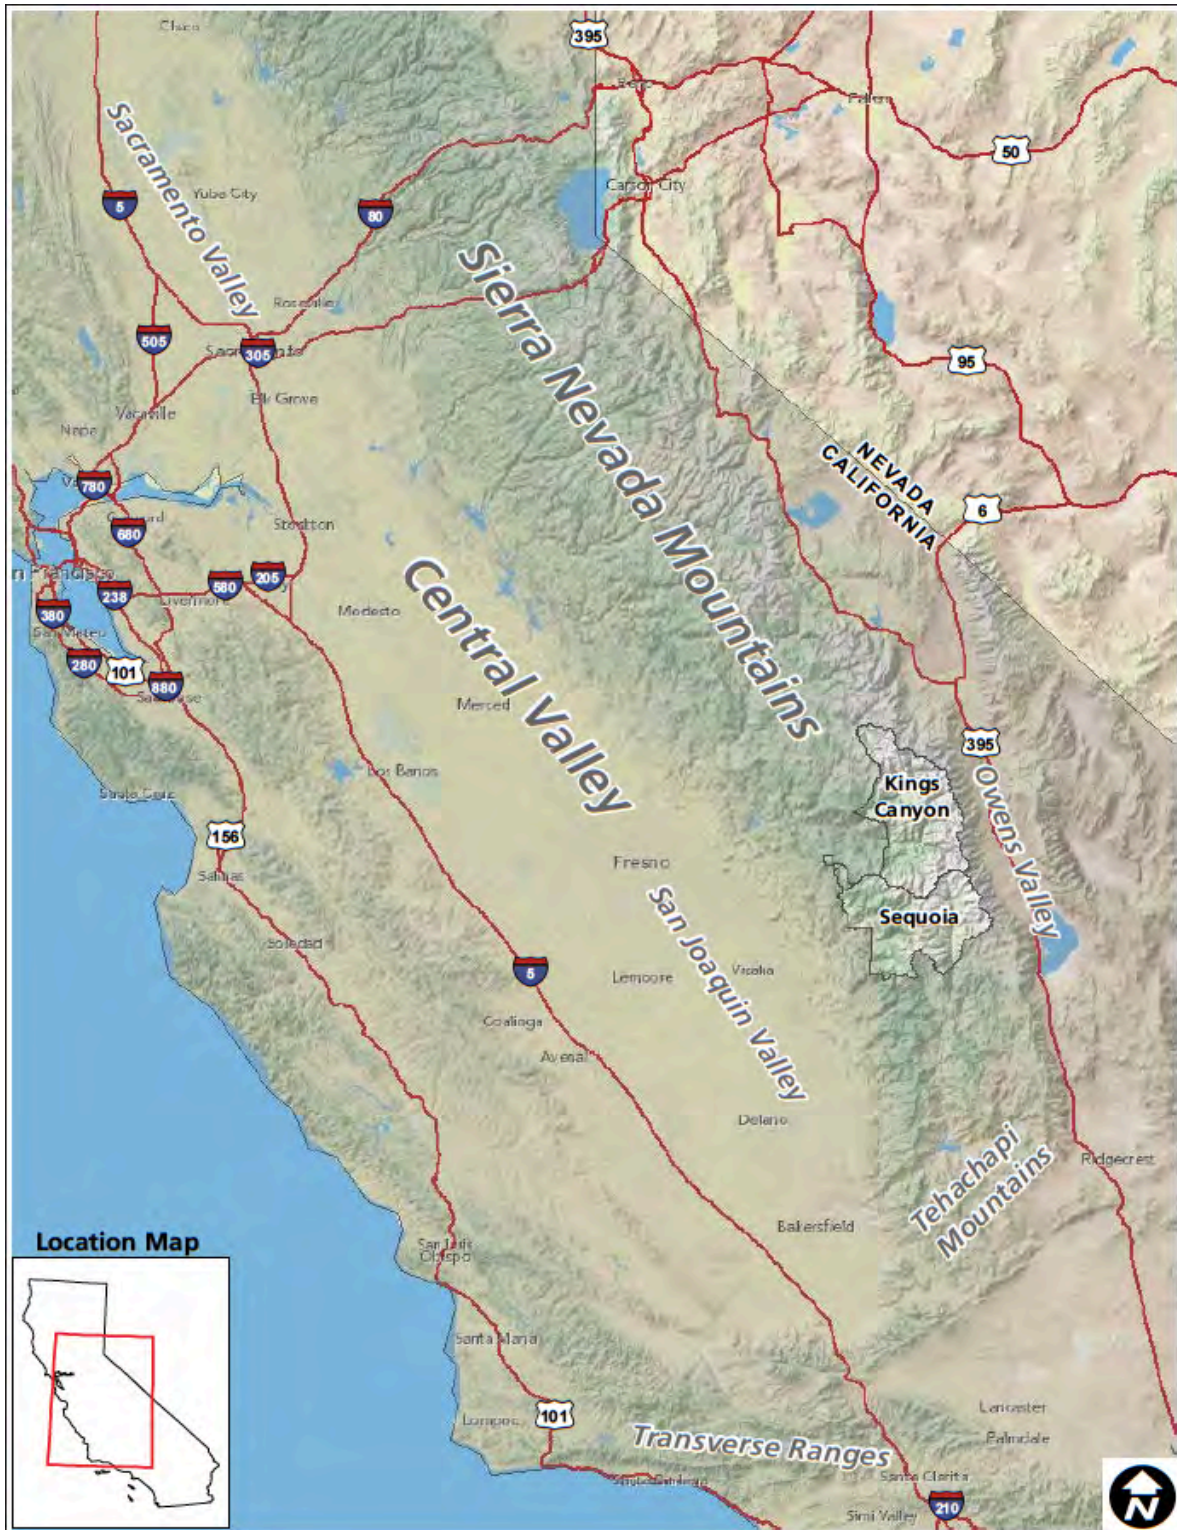 Chico
395
Reno
Fallon
50
Sacramento Valley
Yuba City
Carson City
5
80
Sierra Nevada Mountains
Roseville
505
305
95
Elk Grove
Vacaville
Napa
NEVADA
CALIFORNIA
780
6
Concord
680
Stockton
Central Valley
580
205
238
Livermore
380
Modesto
San Mateo
280
101
880
Merced
395
Los Banos
Kings
Canyon
Owens Valley
Santa Cruz
156
Fresno
Salinas
San Joaquin Valley
Sequoia
Soledad
5
Lemoore
Visalia
Coalinga
Avenal
Delano
Tehachapi
Mountains
Ridgecrest
Bakersfield
San Luis
Obispo
Location Map
Santa Maria
Lancaster
101
Lompoc
Transverse Ranges
Palmdale
Santa Clarita
210
Simi Valley
N